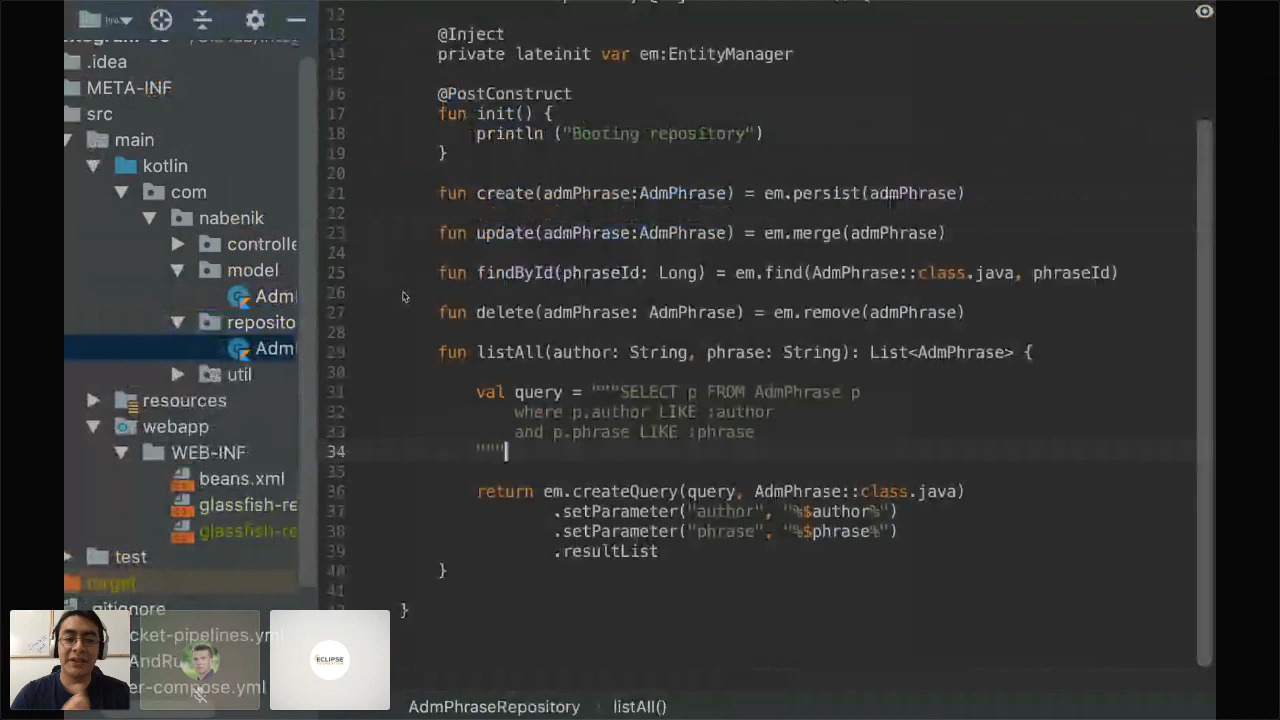 .idea
META-INF
src
main
kotlin
com
nabenik
controlle
model
Adml
reposito
Adml
util
resources
webapp
WEB-INF
beans.xml
glassfish-re
glassfish-re
test
target
.gitignore
cket-pipelines.yml
AndRu
er-compose.yml
12
13 @Inject
14 private lateinit var em:EntityManager
15
16 @PostConstruct
17 fun init() {
18 println ("Booting repository")
19 }
20
21 fun create(admPhrase:AdmPhrase) = em.persist(admPhrase)
22
23 fun update(admPhrase:AdmPhrase) = em.merge(admPhrase)
24
25 fun findById(phraseId: Long) = em.find(AdmPhrase::class.java, phraseId)
26
27 fun delete(admPhrase: AdmPhrase) = em.remove(admPhrase)
28
29 fun listAll(author: String, phrase: String): List<AdmPhrase> {
30
31 val query = """SELECT p FROM AdmPhrase p
32 where p.author LIKE :author
33 and p.phrase LIKE :phrase
34 """
35
36 return em.createQuery(query, AdmPhrase::class.java)
37 .setParameter("author", "%$author%")
38 .setParameter("phrase", "%$phrase%")
39 .resultList
40 }
41
}
AdmPhraseRepository › listAll()
ECLIPSE
FOUNDATION